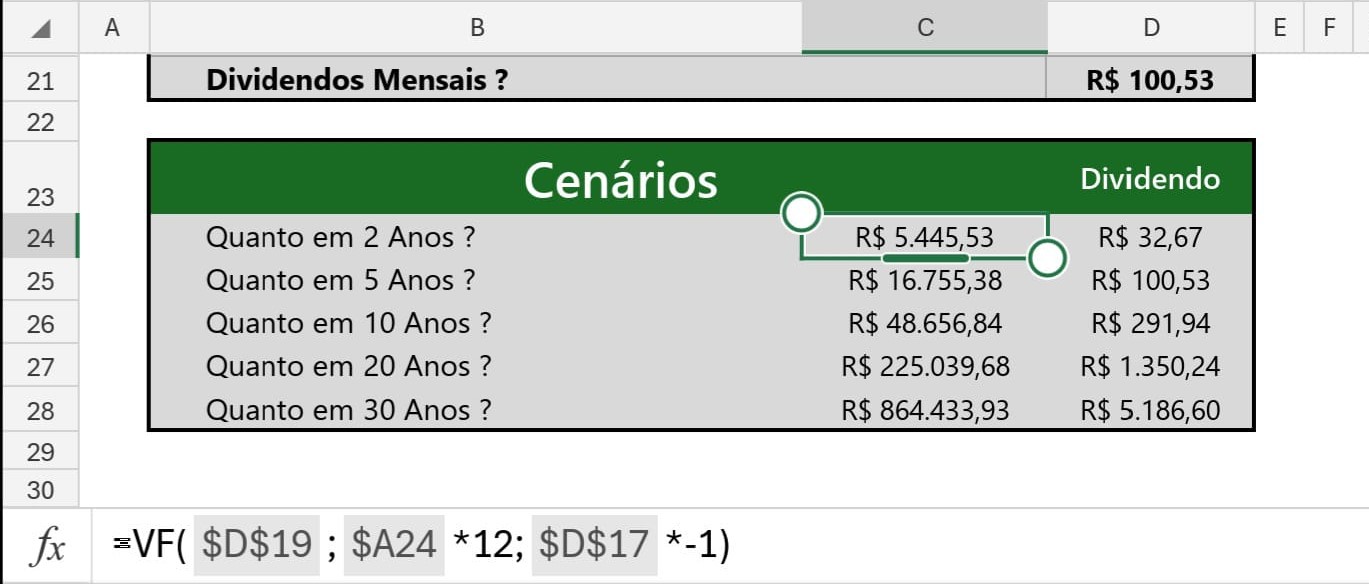 A B C D E F
21 Dividendos Mensais ? R$ 100,53
22
23 Cenários Dividendo
24 Quanto em 2 Anos ? R$ 5.445,53 R$ 32,67
25 Quanto em 5 Anos ? R$ 16.755,38 R$ 100,53
26 Quanto em 10 Anos ? R$ 48.656,84 R$ 291,94
27 Quanto em 20 Anos ? R$ 225.039,68 R$ 1.350,24
28 Quanto em 30 Anos ? R$ 864.433,93 R$ 5.186,60
29
30
fx =VF( $D$19 ; $A24 *12; $D$17 *-1)